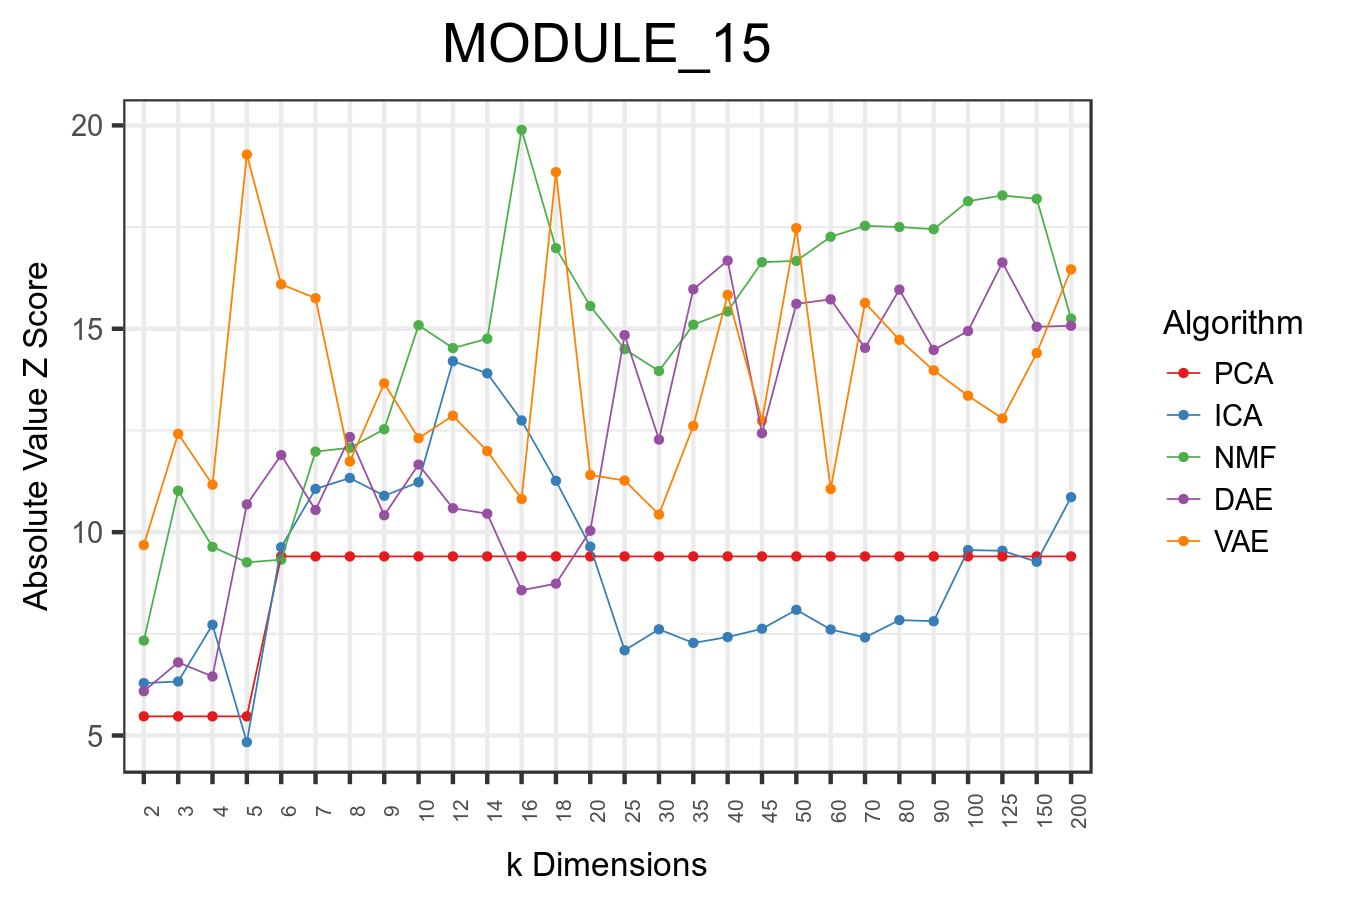 MODULE_15
Absolute Value Z Score
20
15
10
5
2 3 4 5 6 7 8 9 10 12 14 16 18 20 25 30 35 40 45 50 60 70 80 90 100 125 150 200
k Dimensions
Algorithm
PCA
ICA
NMF
DAE
VAE